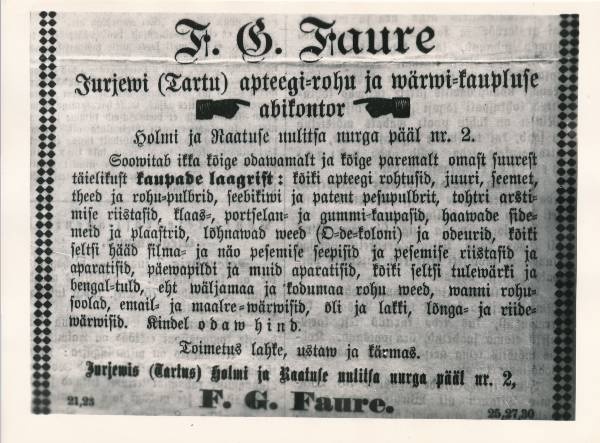 F. G. Faure
Jurjewi (Tartu) apteegi-rohu ja wärwi-kaupluse
abikontor
Holmi ja Raatuse uulitsa nurga pääl nr. 2.
Soowitab ikka kõige odawamalt ja kõige paremalt omast suurest
täielikust kaupade laagrist: kõiki apteegi rohtusid, juuri, seemet,
theed ja rohu-pulbrid, seebikiwi ja patent pesupulbrit, tohtri arsti-
mise riistasid, klaas-, portselan- ja gummi-kaupasid, haawade side-
meid ja plaastrid, lõhnawad weed (O-de-koloni) ja odeurid, kõiki
seltsi hääd silma- ja näo pesemise seepisid ja pesemise riistasid ja
aparatisid, päewapildi ja muid aparatisid, kõiki seltsi tulewärki ja
bengal-tuld, eht wäljamaa ja kodumaa rohu weed, wanni rohu-
soolad, email- ja maalre-wärwisid, õli ja lakki, lõnga- ja riide-
wärwisid. Kindel odaw hind.
Toimetus lahke, ustaw ja kärmas.
Jurjewis (Tartus) Holmi ja Raatuse uulitsa nurga pääl nr. 2,
F. G. Faure.
21,23 25,27,30